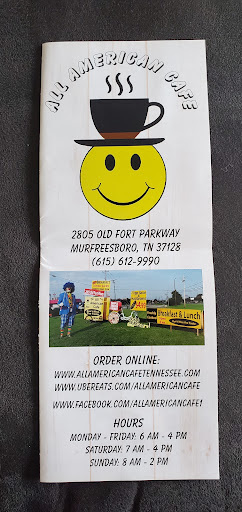 ALL AMERICAN CAFE
2805 OLD FORT PARKWAY
MURFREESBORO, TN 37128
(615) 612-9990
Breakfast & Lunch
ORDER ONLINE:
WWW.ALLAMERICANCAFETENNESSEE.COM
WWW.UBEREATS.COM/ALLAMERICANCAFE
WWW.FACEBOOK.COM/ALLAMERICANCAFE1
HOURS
MONDAY - FRIDAY: 6 AM - 4 PM
SATURDAY: 7 AM - 4 PM
SUNDAY: 8 AM - 2 PM